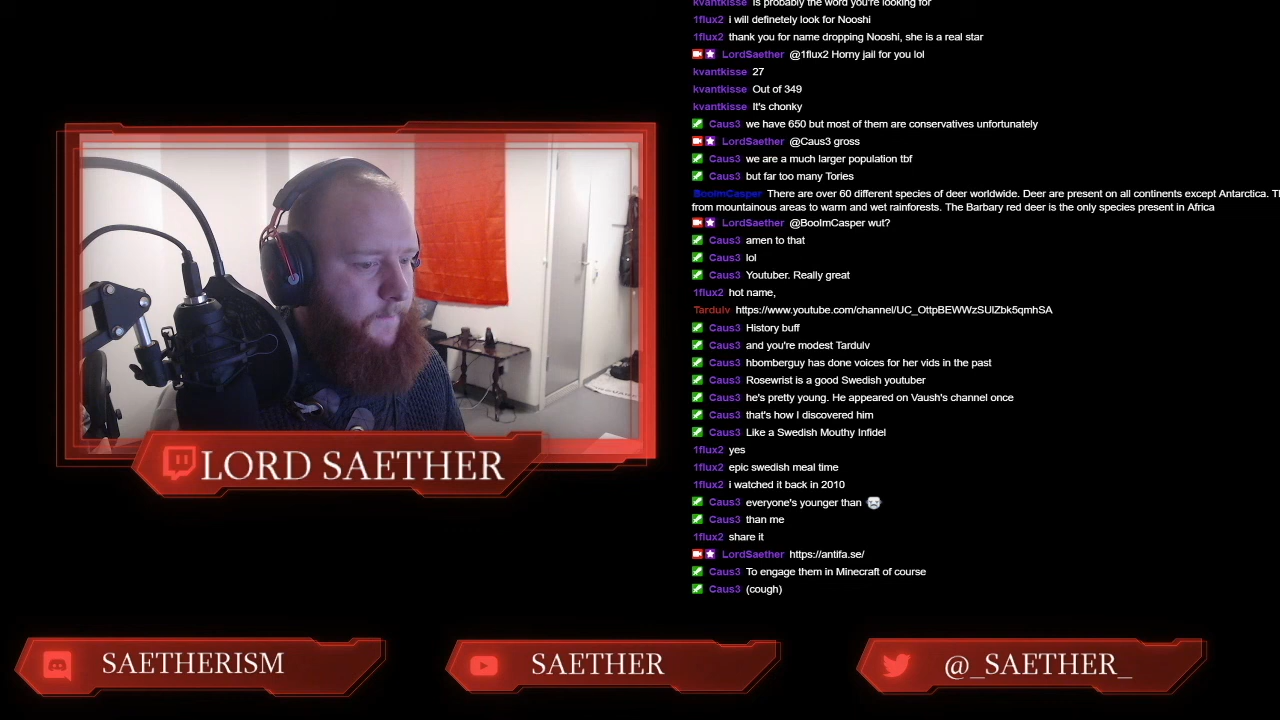 kvantkisse is probably the word you're looking for
1flux2 i will definetely look for Nooshi
1flux2 thank you for name dropping Nooshi, she is a real star
LordSaether @1flux2 Horny jail for you lol
kvantkisse 27
kvantkisse Out of 349
kvantkisse It's chonky
Caus3 we have 650 but most of them are conservatives unfortunately
LordSaether @Caus3 gross
Caus3 we are a much larger population tbf
Caus3 but far too many Tories
BoolmCasper There are over 60 different species of deer worldwide. Deer are present on all continents except Antarctica.
from mountainous areas to warm and wet rainforests. The Barbary red deer is the only species present in Africa
LordSaether @BoolmCasper wut?
Caus3 amen to that
Caus3 lol
Caus3 Youtuber. Really great
1flux2 hot name,
Tardulv https://www.youtube.com/channel/UC_OttpBEWWzSUlZbk5qmhSA
Caus3 History buff
Caus3 and you're modest Tardulv
Caus3 hbomberguy has done voices for her vids in the past
Caus3 Rosewrist is a good Swedish youtuber
Caus3 he's pretty young. He appeared on Vaush's channel once
Caus3 that's how I discovered him
Caus3 Like a Swedish Mouthy Infidel
1flux2 yes
1flux2 epic swedish meal time
1flux2 i watched it back in 2010
Caus3 everyone's younger than
Caus3 than me
1flux2 share it
LordSaether https://antifa.se/
Caus3 To engage them in Minecraft of course
Caus3 (cough)
LORD SAETHER
SAETHERISM
SAETHER
@_SAETHER_